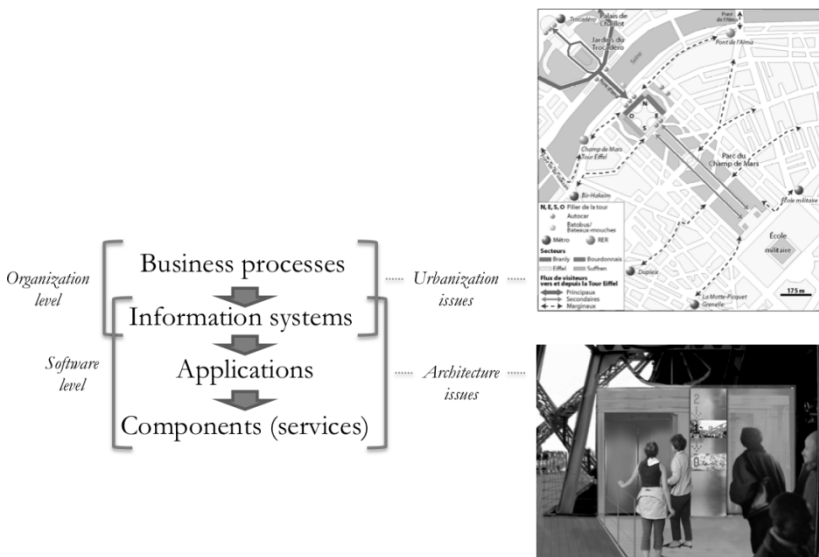 Business processes
Information systems
Applications
Components (services)
Organization
level
Software
level
Urbanization
issues
Architecture
issues
Trocadéro
Palais de
Chaillot
Jardins du
Trocadéro
Seine
Pont de l'Alma
Champ de Mars
Tour Eiffel
Bir-Hakeim
Parc du
Champ de Mars
École militaire
École
militaire
Dupleix
La Motte-Picquet
Grenelle
175 m
N
O
E
S
N, E, S, O Pilier de la tour
Autocar
Batobus/
Bateaux-mouches
Métro
RER
Secteurs
Branly
Bourdonnais
Eiffel
Suffren
Flux de visiteurs
vers et depuis la Tour Eiffel
Principaux
Secondaires
Marginaux